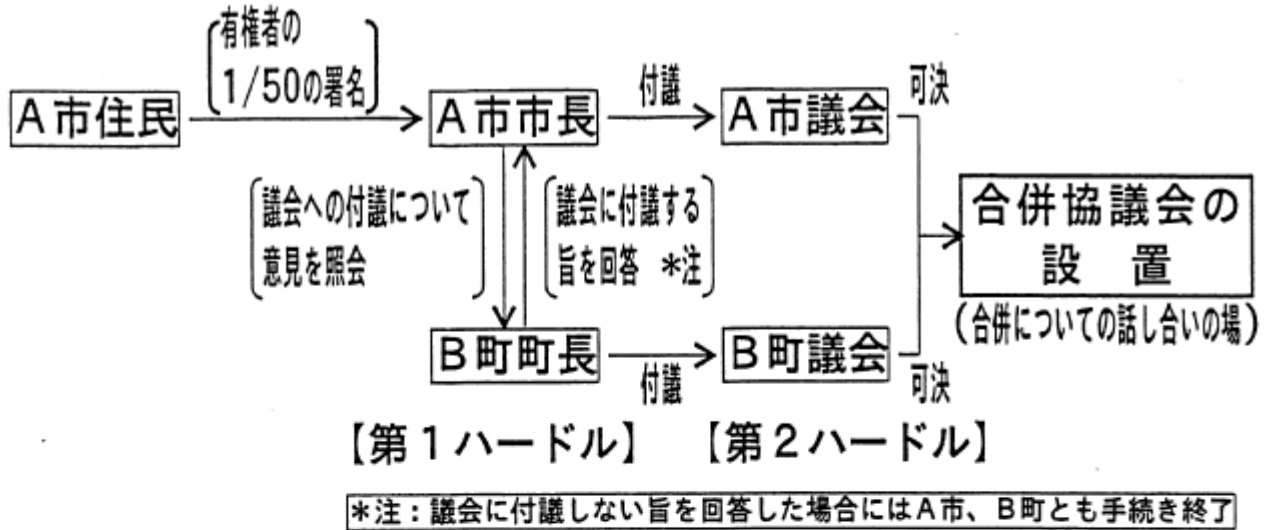 有権者の
1/50の署名
A市住民
A市市長
付議
A市議会
可決
議会への付議について
意見を照会
議会に付議する
旨を回答 *注
合併協議会の
設 置
(合併についての話し合いの場)
B町町長
付議
B町議会
可決
【第1ハードル】 【第2ハードル】
*注:議会に付議しない旨を回答した場合にはA市、B町とも手続き終了